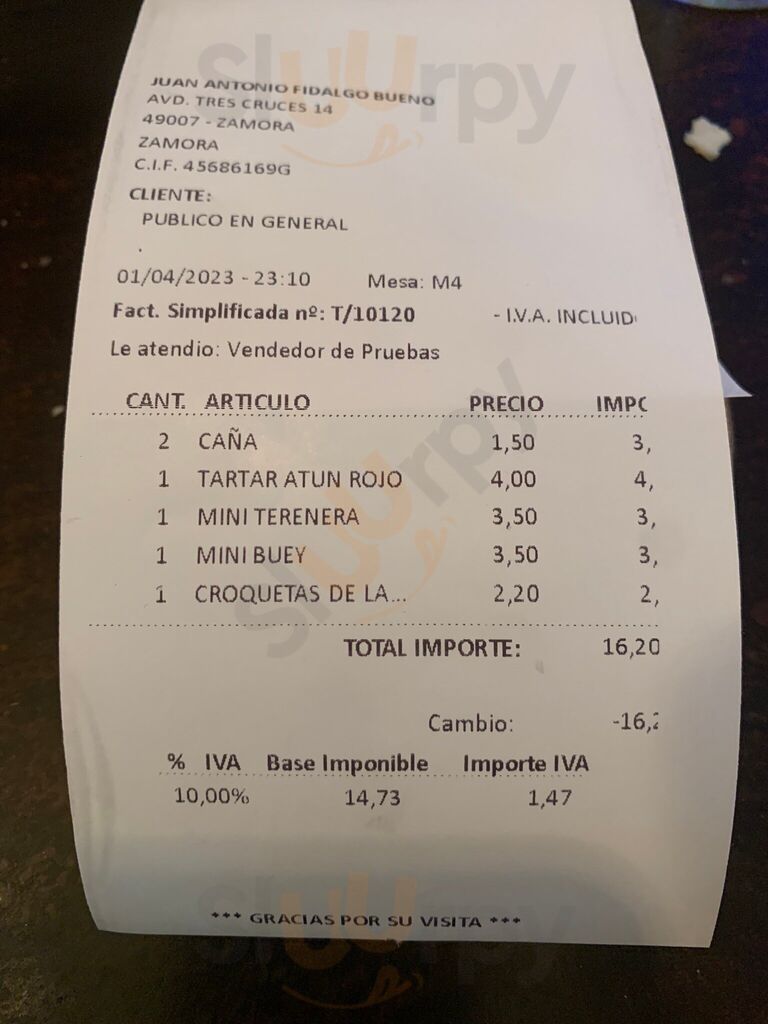 JUAN ANTONIO FIDALGO BUENO
AVD. TRES CRUCES 14
49007 - ZAMORA
ZAMORA
C.I.F. 45686169G
CLIENTE:
PUBLICO EN GENERAL
.
01/04/2023 - 23:10 Mesa: M4
Fact. Simplificada nº: T/10120 - I.V.A. INCLUID
Le atendio: Vendedor de Pruebas
CANT. ARTICULO PRECIO IMPO
2 CAÑA 1,50 3,
1 TARTAR ATUN ROJO 4,00 4,
1 MINI TERENERA 3,50 3,
1 MINI BUEY 3,50 3,
1 CROQUETAS DE LA... 2,20 2,
TOTAL IMPORTE: 16,20
Cambio: -16,2
% IVA Base Imponible Importe IVA
10,00% 14,73 1,47
*** GRACIAS POR SU VISITA ***
sluurpy
sluurpy
sluurpy